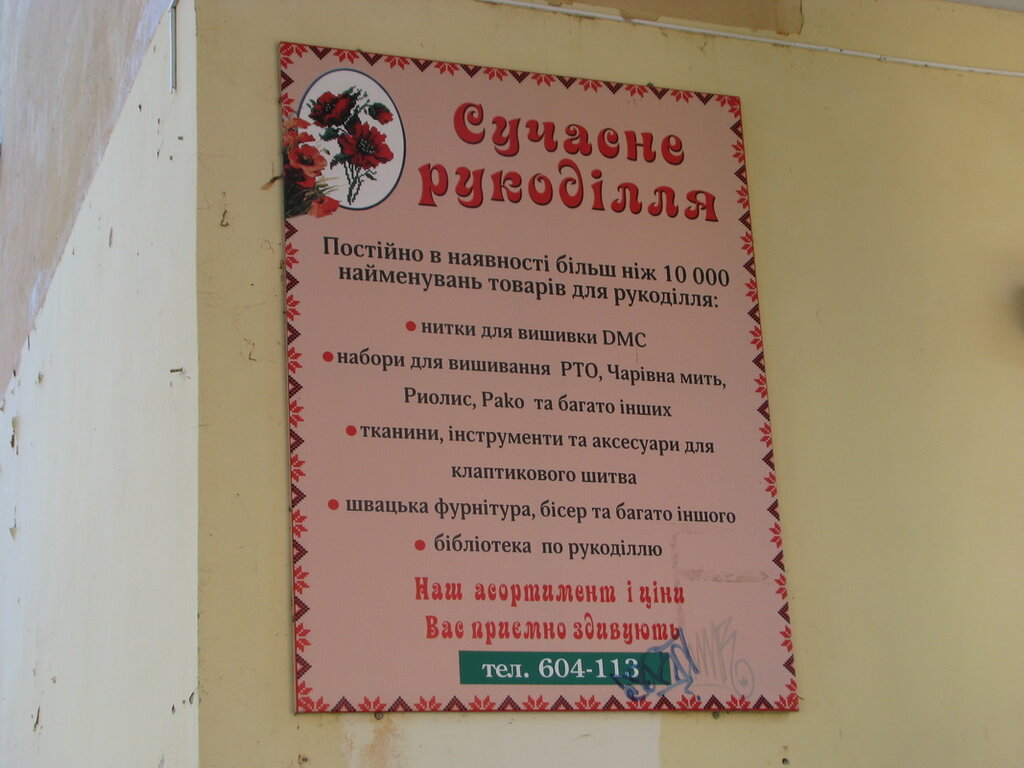 Сучасне
рукоділля
Постійно в наявності більш ніж 10 000
найменувань товарів для рукоділля:
• нитки для вишивки DMC
• набори для вишивання РТО, Чарівна мить,
Риолис, Pako та багато інших
• тканини, інструменти та аксесуари для
клаптикового шитва
• швацька фурнітура, бісер та багато іншого
• бібліотека по рукоділлю
Наш асортимент і ціни
Вас приємно здивують
тел. 604-113